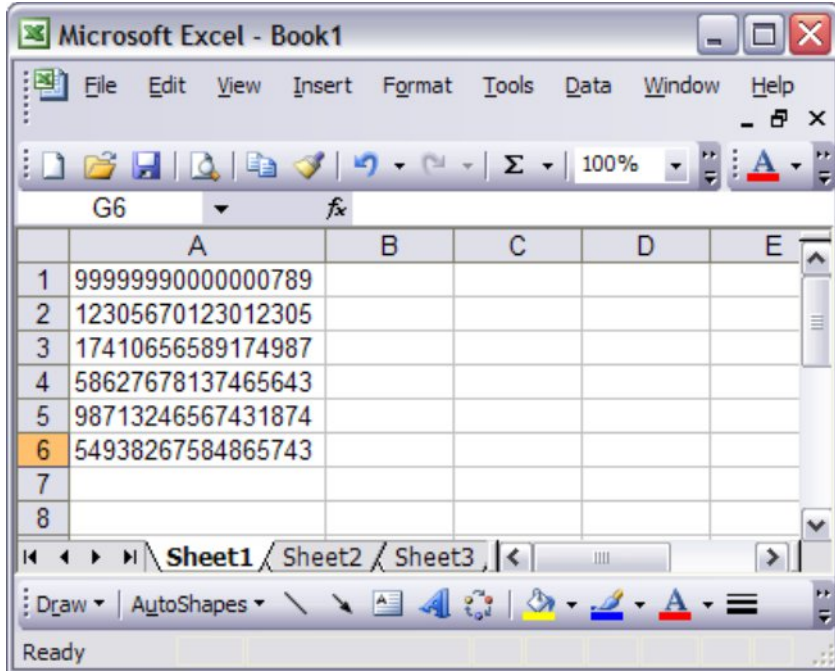 Microsoft Excel - Book1
File Edit View Insert Format Tools Data Window Help
Σ 100% A
G6 fx
A B C D E
1 99999990000000789
2 12305670123012305
3 17410656589174987
4 58627678137465643
5 98713246567431874
6 54938267584865743
7
8
Sheet1 Sheet2 Sheet3
Draw AutoShapes A A
Ready